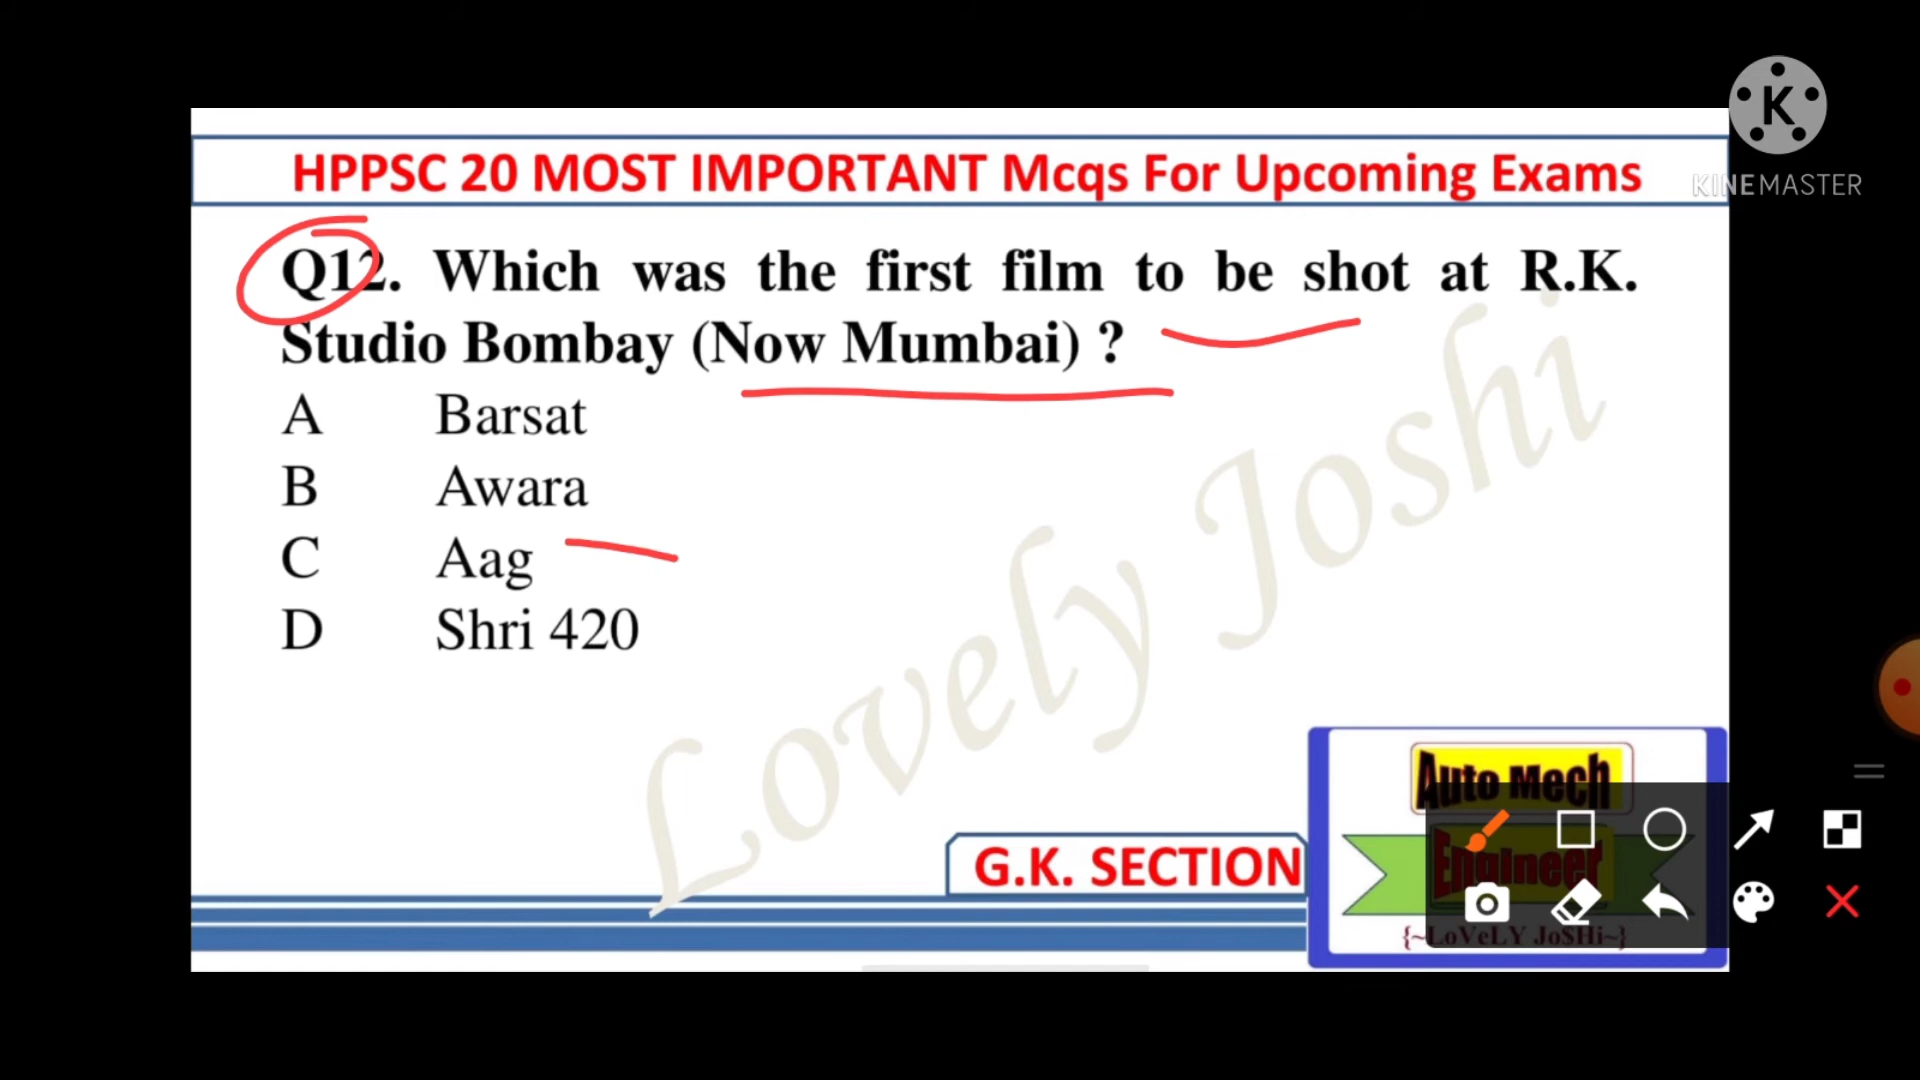 K
KINEMASTER
HPPSC 20 MOST IMPORTANT Mcqs For Upcoming Exams
Q12. Which was the first film to be shot at R.K.
Studio Bombay (Now Mumbai) ?
A Barsat
B Awara
C Aag
D Shri 420
Lovely Joshi
G.K. SECTION
Auto Mech
Engineer
{~LoVeLY JoSHi~}